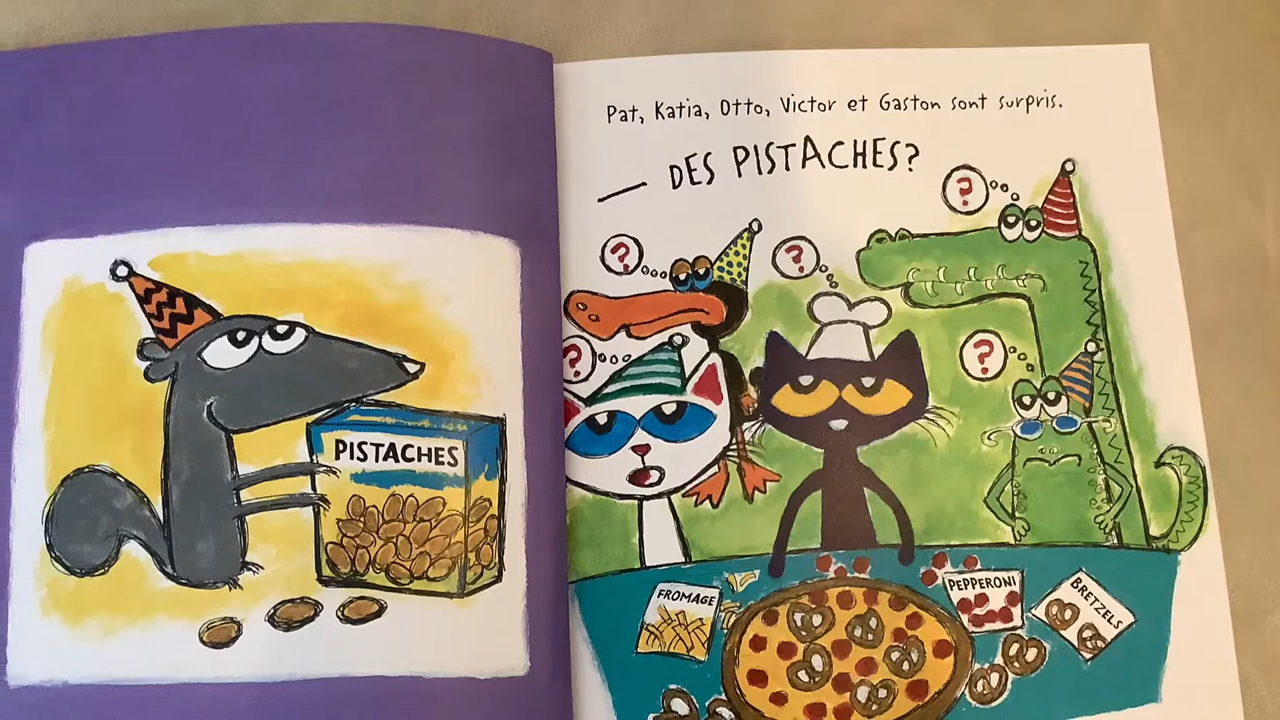 PISTACHES
Pat, Katia, Otto, Victor et Gaston sont surpris.
— DES PISTACHES?
?
?
?
?
?
FROMAGE
PEPPERONI
BRETZELS